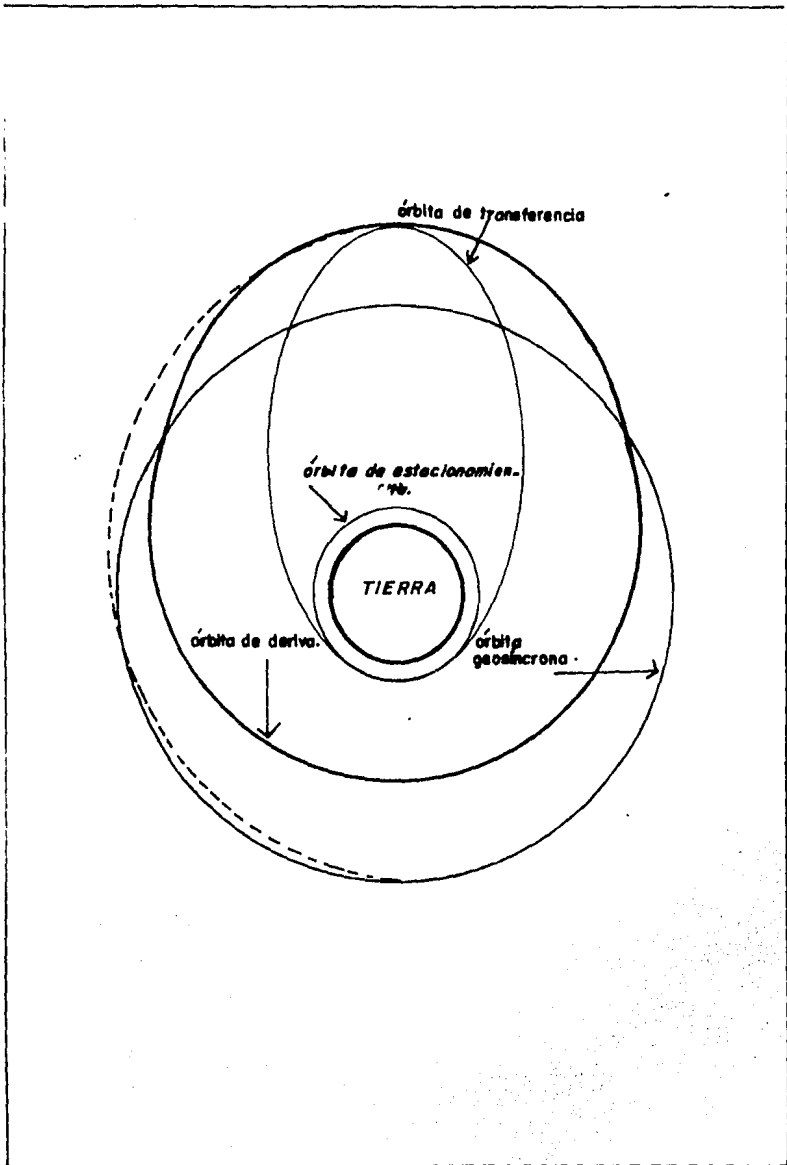 órbita de transferencia
órbita de estacionamien-
to.
TIERRA
órbita de deriva.
órbita
geosíncrona.